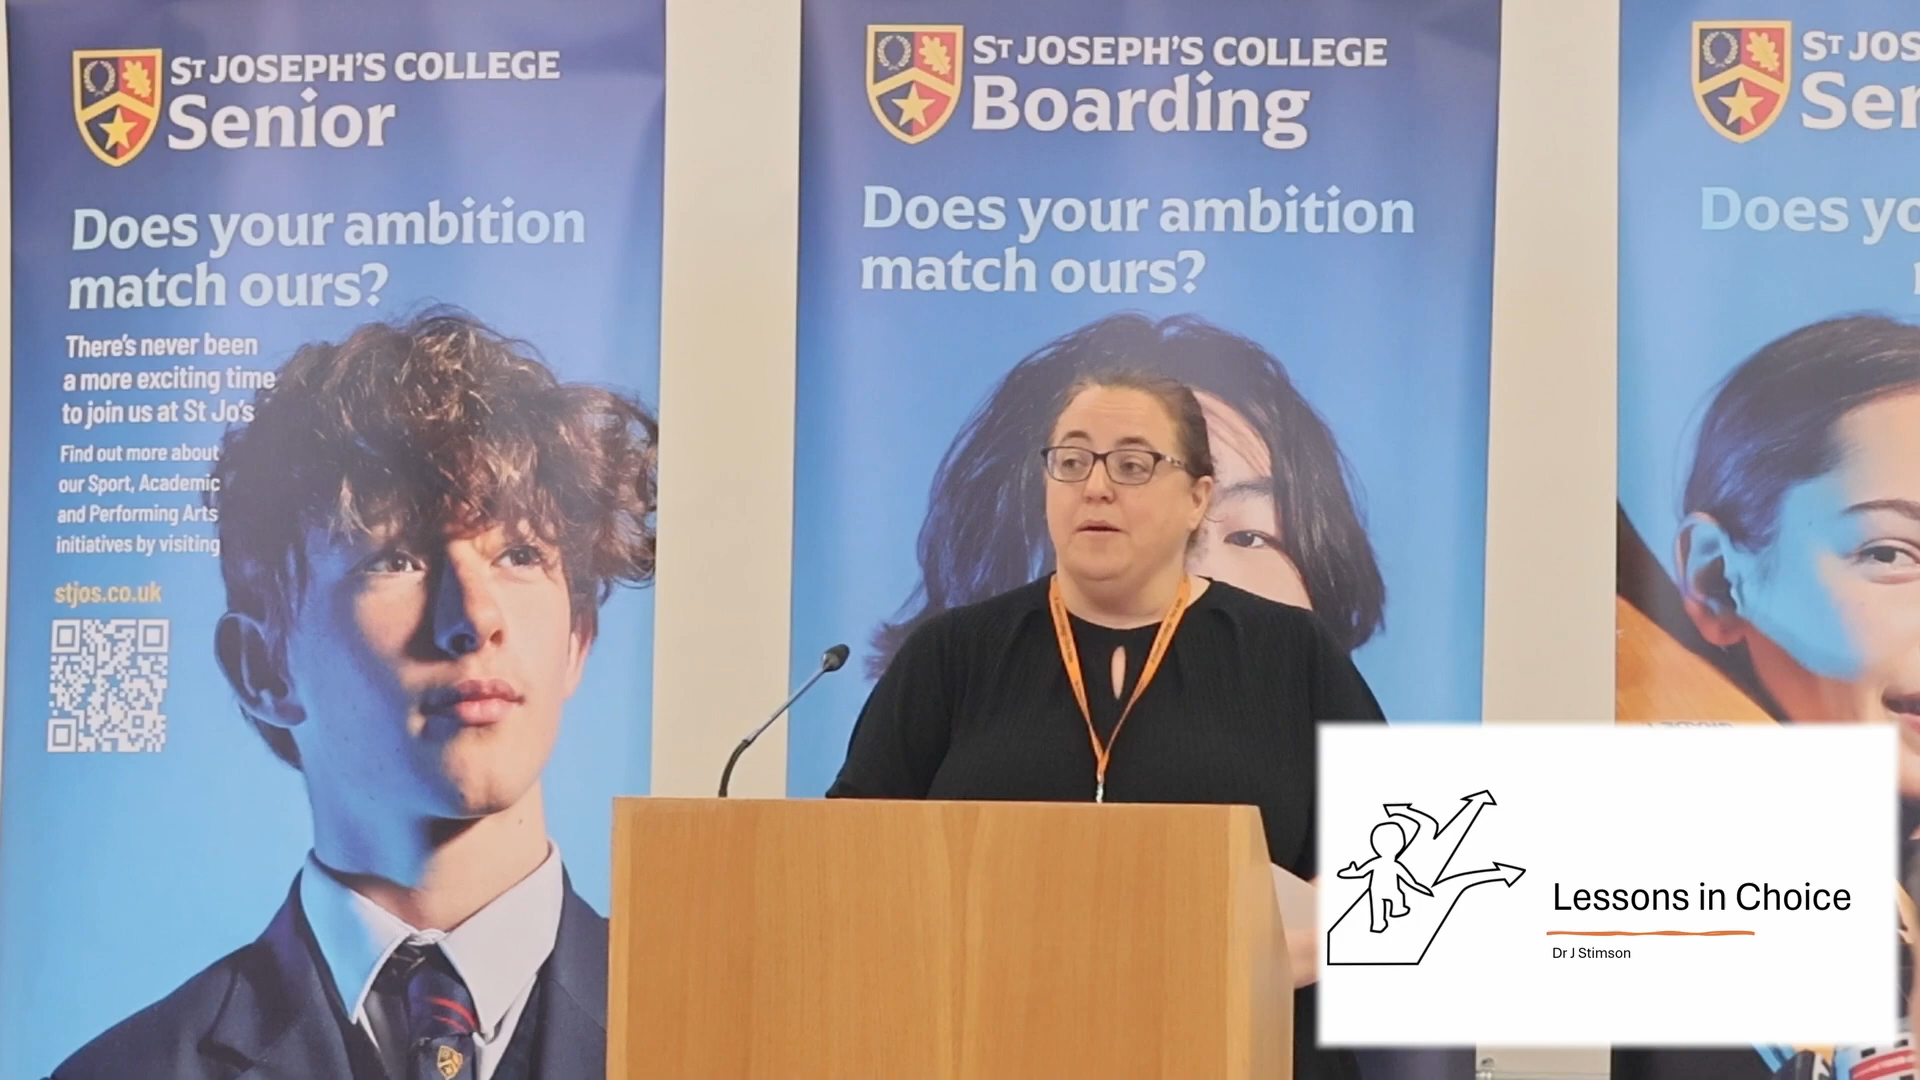 ST JOSEPH'S COLLEGE
Senior
Does your ambition
match ours?
There's never been
a more exciting time
to join us at St Jo's
Find out more about
our Sport, Academic
and Performing Arts
initiatives by visiting
stjos.co.uk
ST JOSEPH'S COLLEGE
Boarding
Does your ambition
match ours?
ST JOS
Ser
Does yo
Lessons in Choice
Dr J Stimson